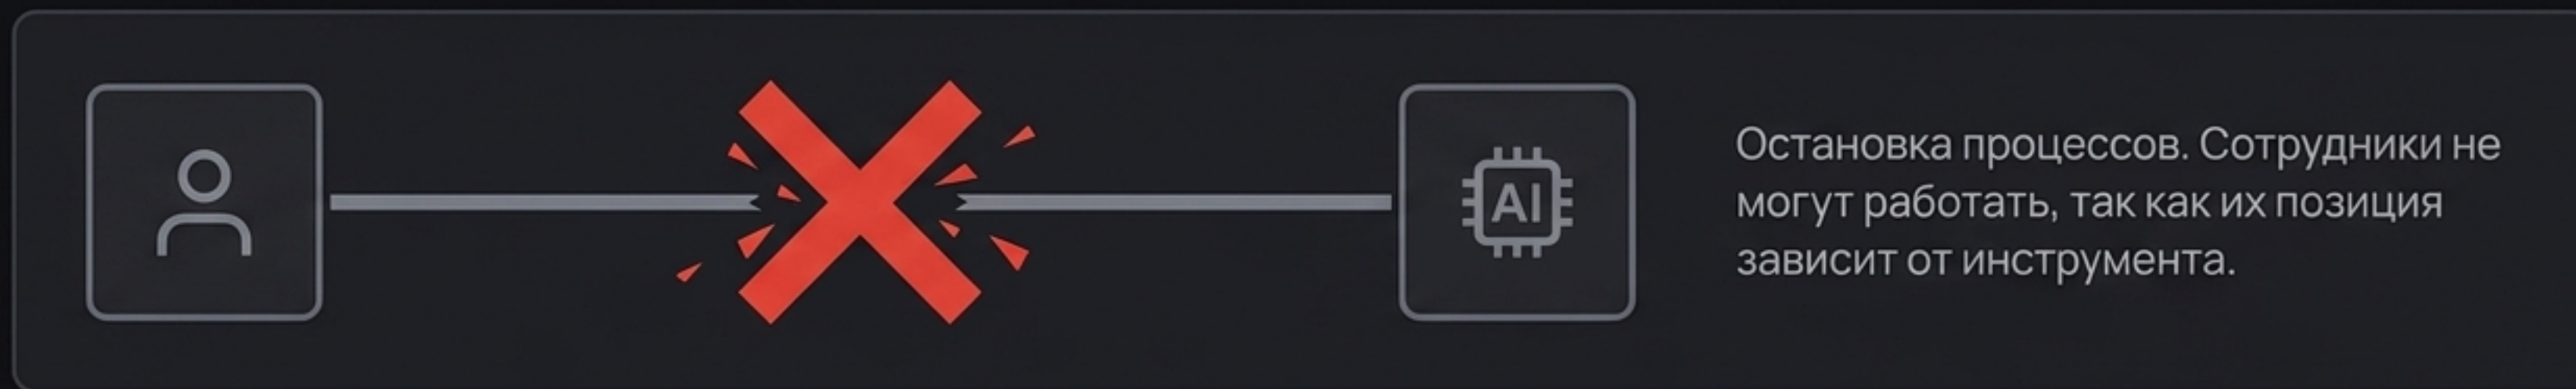 AI
Остановка процессов. Сотрудники не
могут работать, так как их позиция
зависит от инструмента.